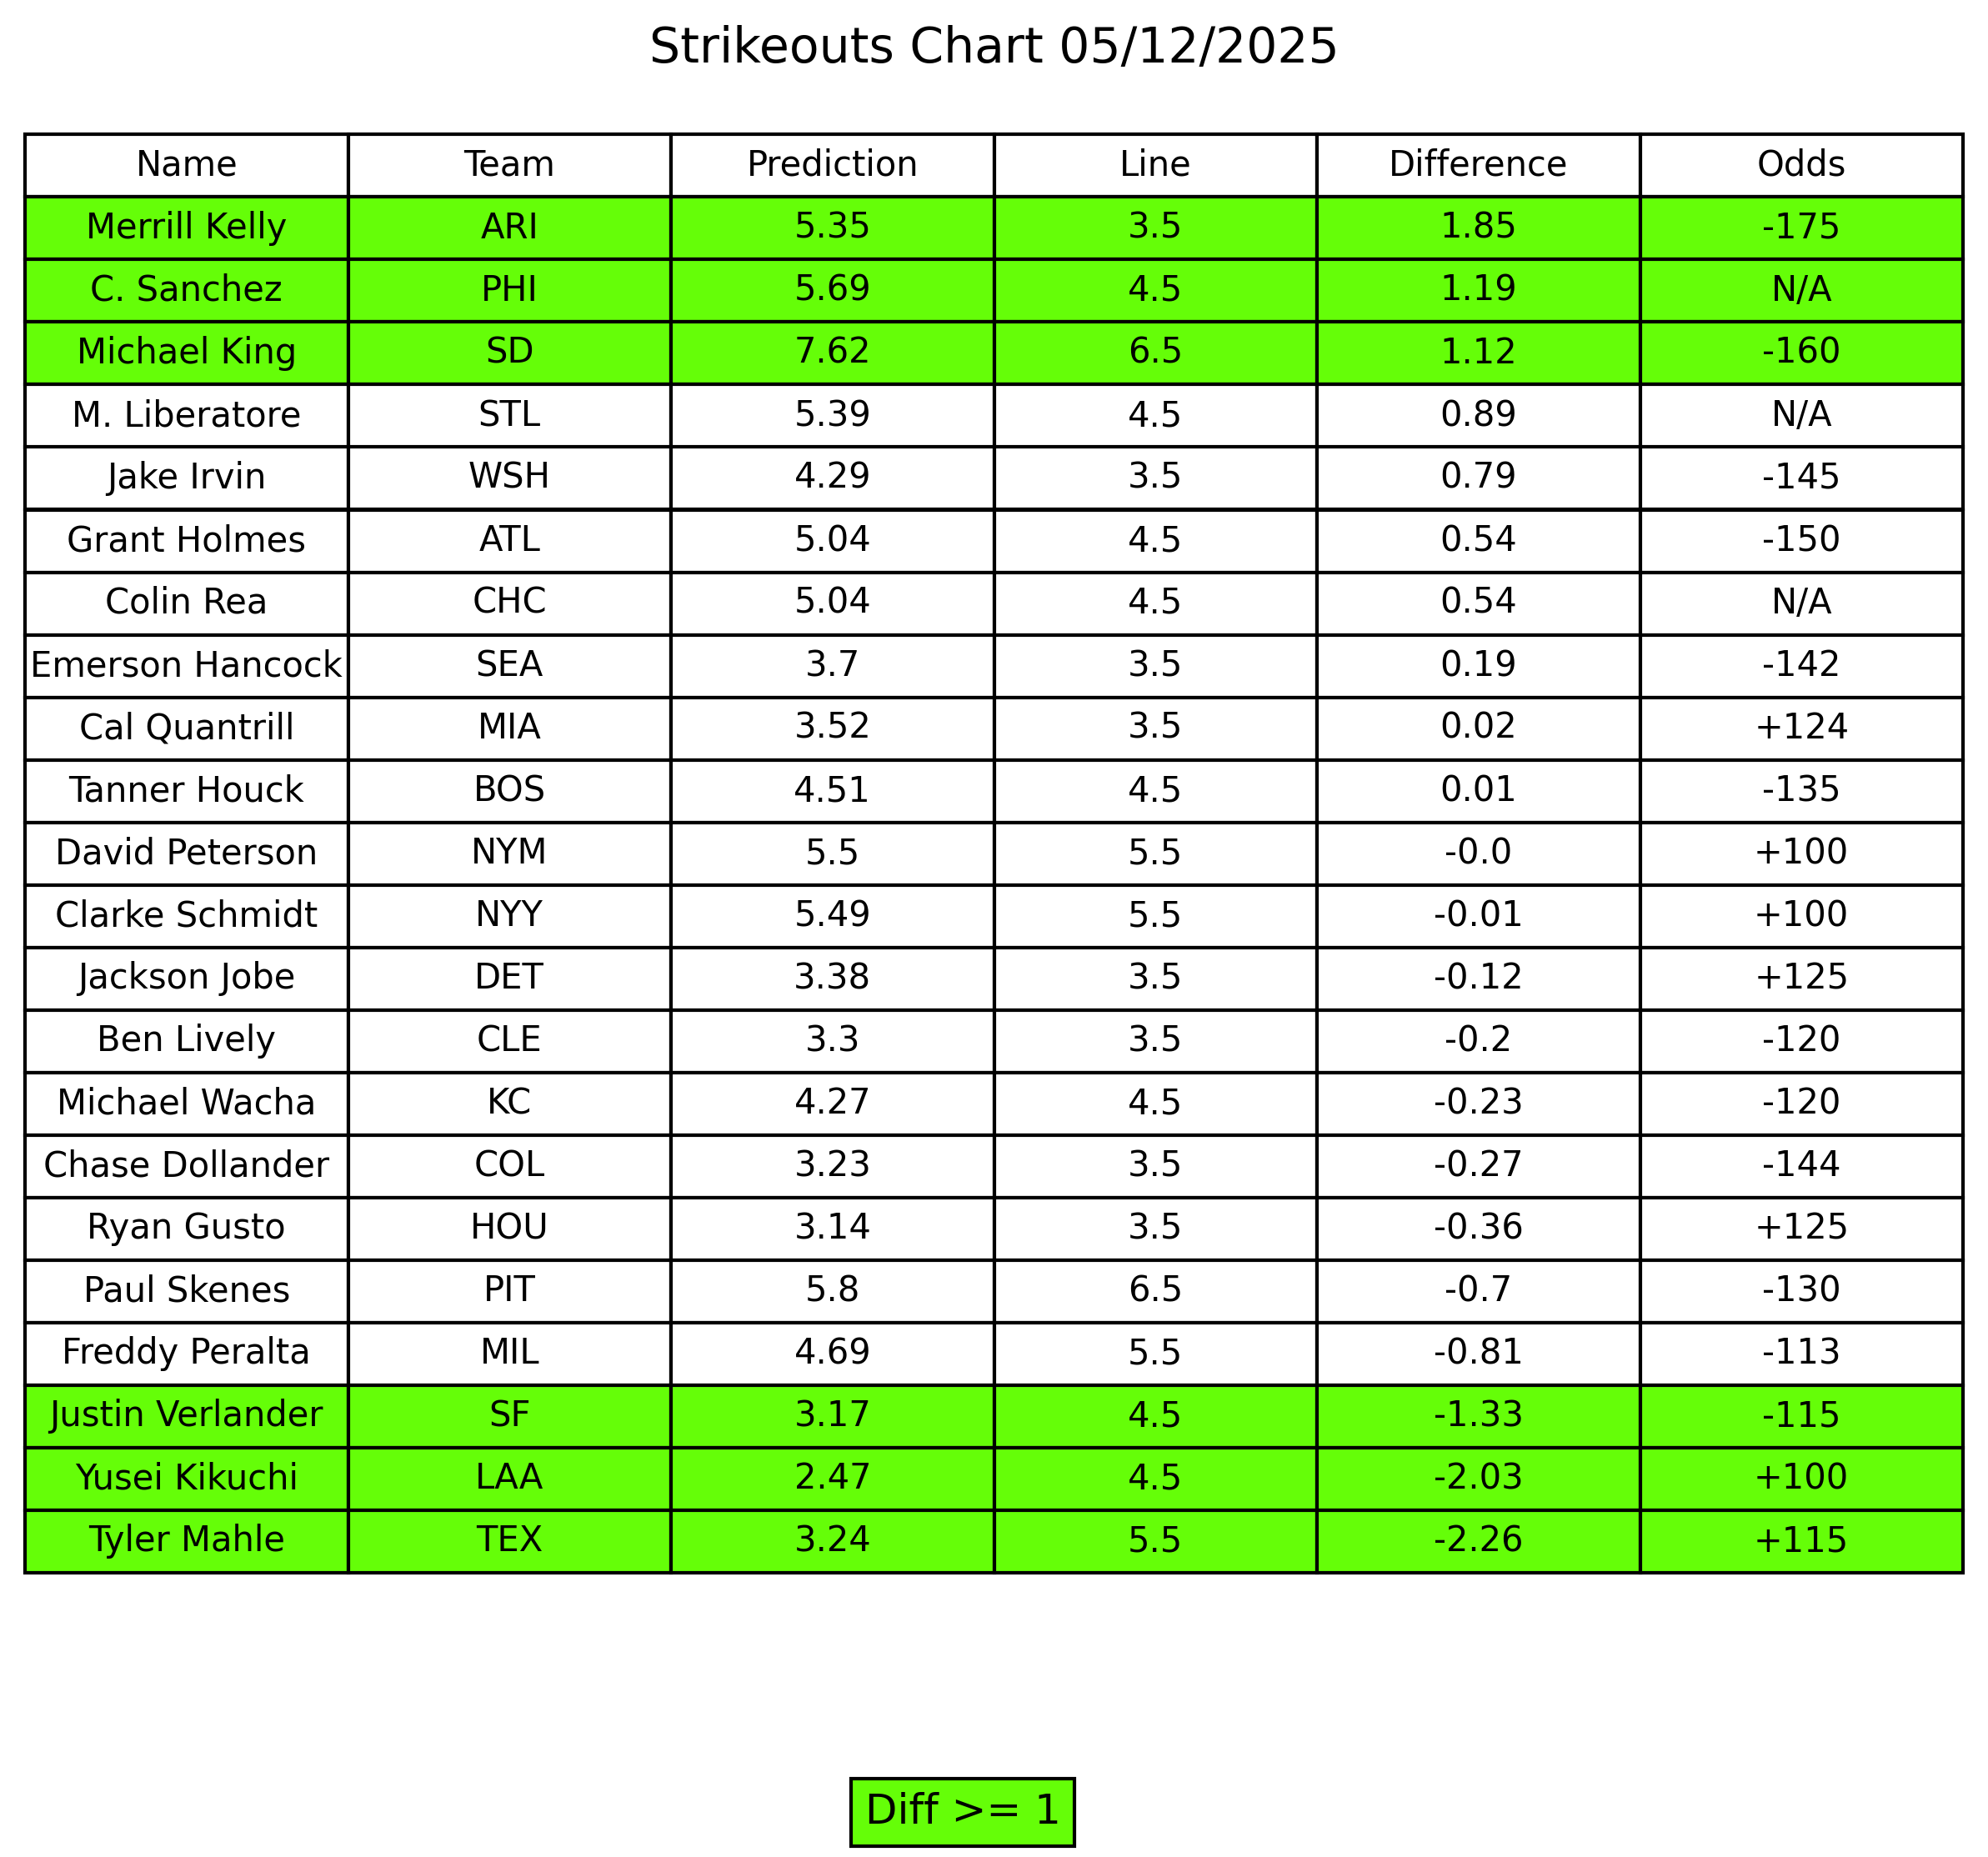 Strikeouts Chart 05/12/2025
Name Team Prediction Line Difference Odds
Merrill Kelly ARI 5.35 3.5 1.85 -175
C. Sanchez PHI 5.69 4.5 1.19 N/A
Michael King SD 7.62 6.5 1.12 -160
M. Liberatore STL 5.39 4.5 0.89 N/A
Jake Irvin WSH 4.29 3.5 0.79 -145
Grant Holmes ATL 5.04 4.5 0.54 -150
Colin Rea CHC 5.04 4.5 0.54 N/A
Emerson Hancock SEA 3.7 3.5 0.19 -142
Cal Quantrill MIA 3.52 3.5 0.02 +124
Tanner Houck BOS 4.51 4.5 0.01 -135
David Peterson NYM 5.5 5.5 -0.0 +100
Clarke Schmidt NYY 5.49 5.5 -0.01 +100
Jackson Jobe DET 3.38 3.5 -0.12 +125
Ben Lively CLE 3.3 3.5 -0.2 -120
Michael Wacha KC 4.27 4.5 -0.23 -120
Chase Dollander COL 3.23 3.5 -0.27 -144
Ryan Gusto HOU 3.14 3.5 -0.36 +125
Paul Skenes PIT 5.8 6.5 -0.7 -130
Freddy Peralta MIL 4.69 5.5 -0.81 -113
Justin Verlander SF 3.17 4.5 -1.33 -115
Yusei Kikuchi LAA 2.47 4.5 -2.03 +100
Tyler Mahle TEX 3.24 5.5 -2.26 +115
Diff >= 1